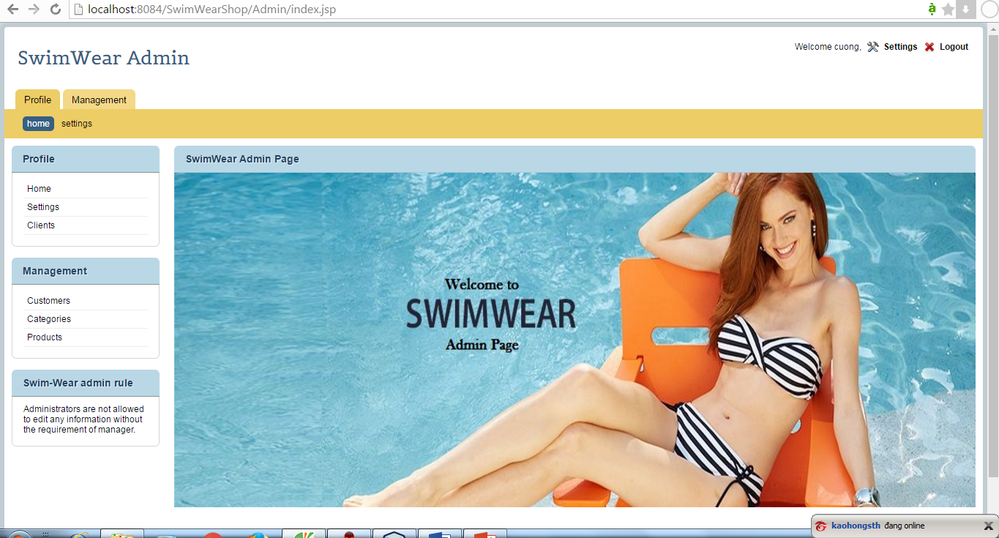 localhost:8084/SwimWearShop/Admin/index.jsp
SwimWear Admin
Welcome cuong, Settings Logout
Profile Management
home settings
Profile
Home
Settings
Clients
Management
Customers
Categories
Products
Swim-Wear admin rule
Administrators are not allowed
to edit any information without
the requirement of manager.
SwimWear Admin Page
Welcome to
SWIMWEAR
Admin Page
kaohongsth đang online